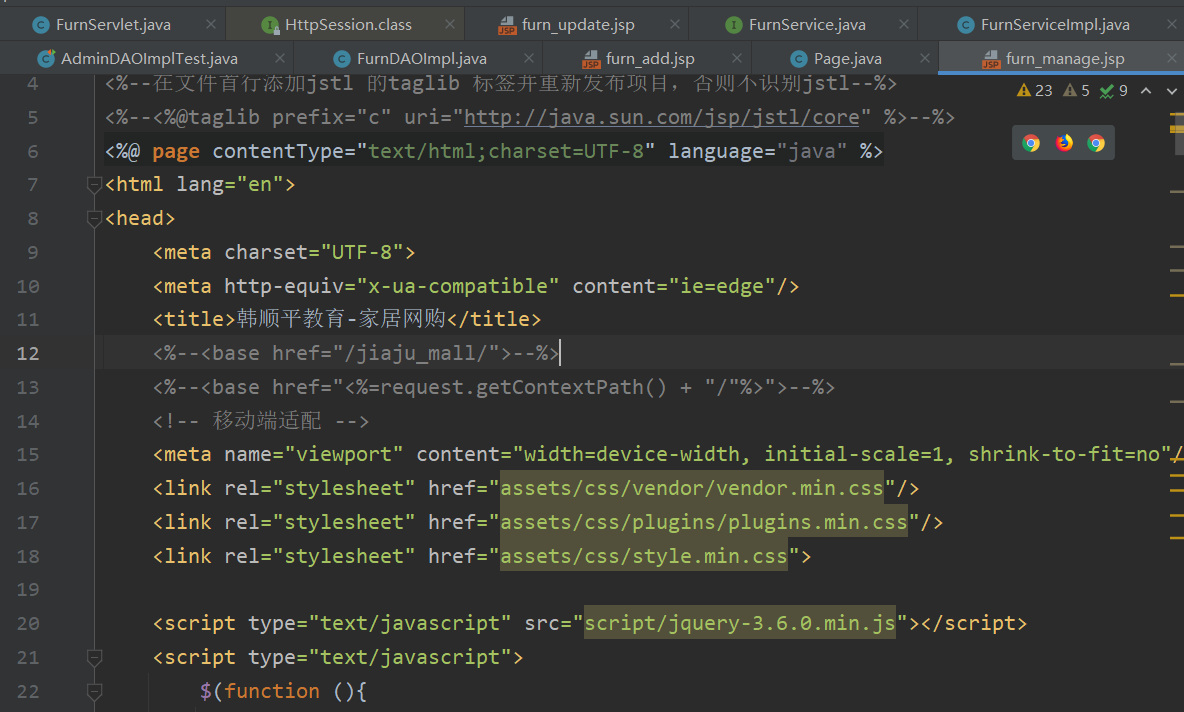 FurnServlet.java
HttpSession.class
furn_update.jsp
FurnService.java
FurnServiceImpl.java
AdminDAOImplTest.java
FurnDAOImpl.java
furn_add.jsp
Page.java
furn_manage.jsp
23 5 9
4 <%--在文件首行添加jstl 的taglib 标签并重新发布项目，否则不识别jstl--%>
5 <%--<%@taglib prefix="c" uri="http://java.sun.com/jsp/jstl/core" %>--%>
6 <%@ page contentType="text/html;charset=UTF-8" language="java" %>
7 <html lang="en">
8 <head>
9 <meta charset="UTF-8">
10 <meta http-equiv="x-ua-compatible" content="ie=edge"/>
11 <title>韩顺平教育-家居网购</title>
12 <%--<base href="/jiaju_mall/">--%>
13 <%--<base href="<%=request.getContextPath() + "/"%>">--%>
14 <!-- 移动端适配 -->
15 <meta name="viewport" content="width=device-width, initial-scale=1, shrink-to-fit=no"/
16 <link rel="stylesheet" href="assets/css/vendor/vendor.min.css"/>
17 <link rel="stylesheet" href="assets/css/plugins/plugins.min.css"/>
18 <link rel="stylesheet" href="assets/css/style.min.css">
19
20 <script type="text/javascript" src="script/jquery-3.6.0.min.js"></script>
21 <script type="text/javascript">
22 $(function (){